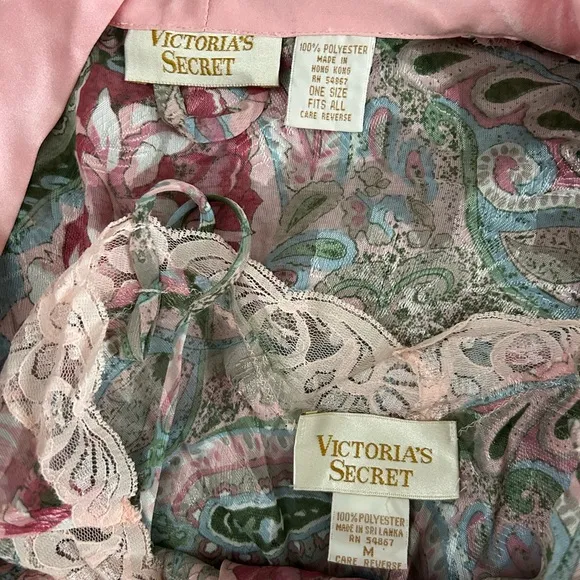 VICTORIA'S
SECRET
100% POLYESTER
MADE IN
HONG KONG
RN 54867
ONE SIZE
FITS ALL
CARE REVERSE
VICTORIA'S
SECRET
100% POLYESTER
MADE IN SRI LANKA
RN 54867
M
CARE REVERSE